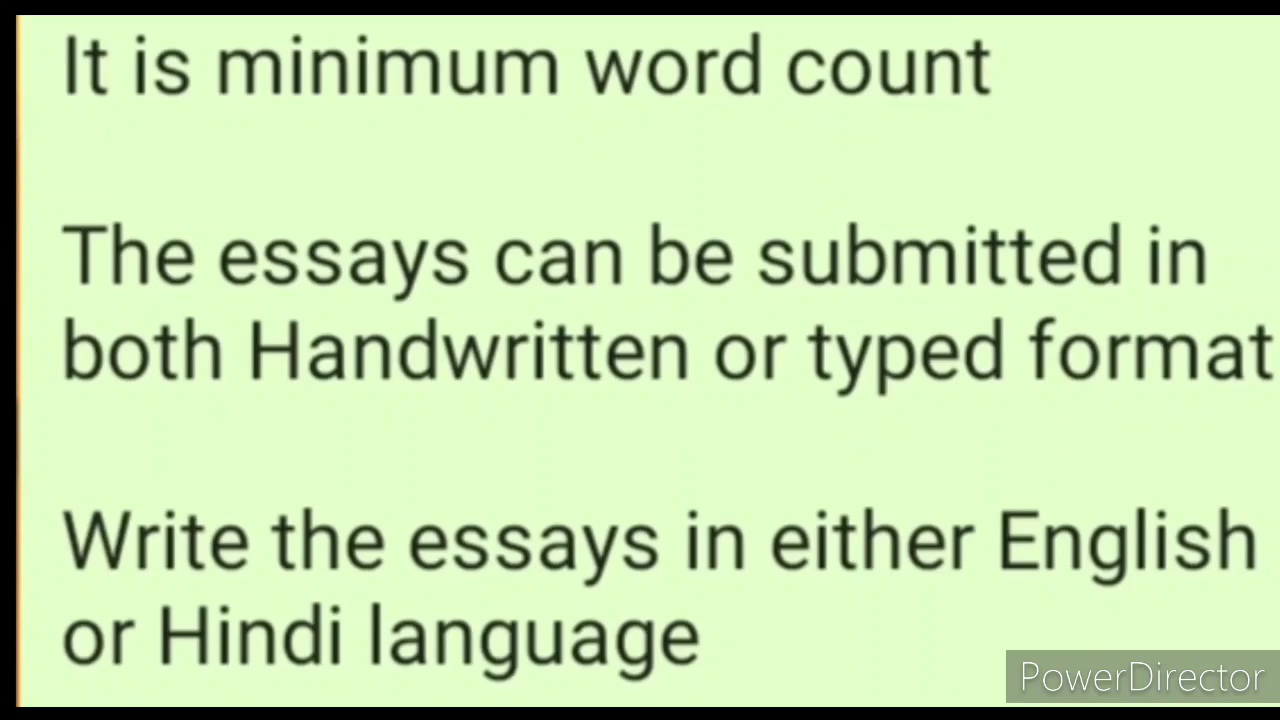 It is minimum word count
The essays can be submitted in
both Handwritten or typed format
Write the essays in either English
or Hindi language
PowerDirector